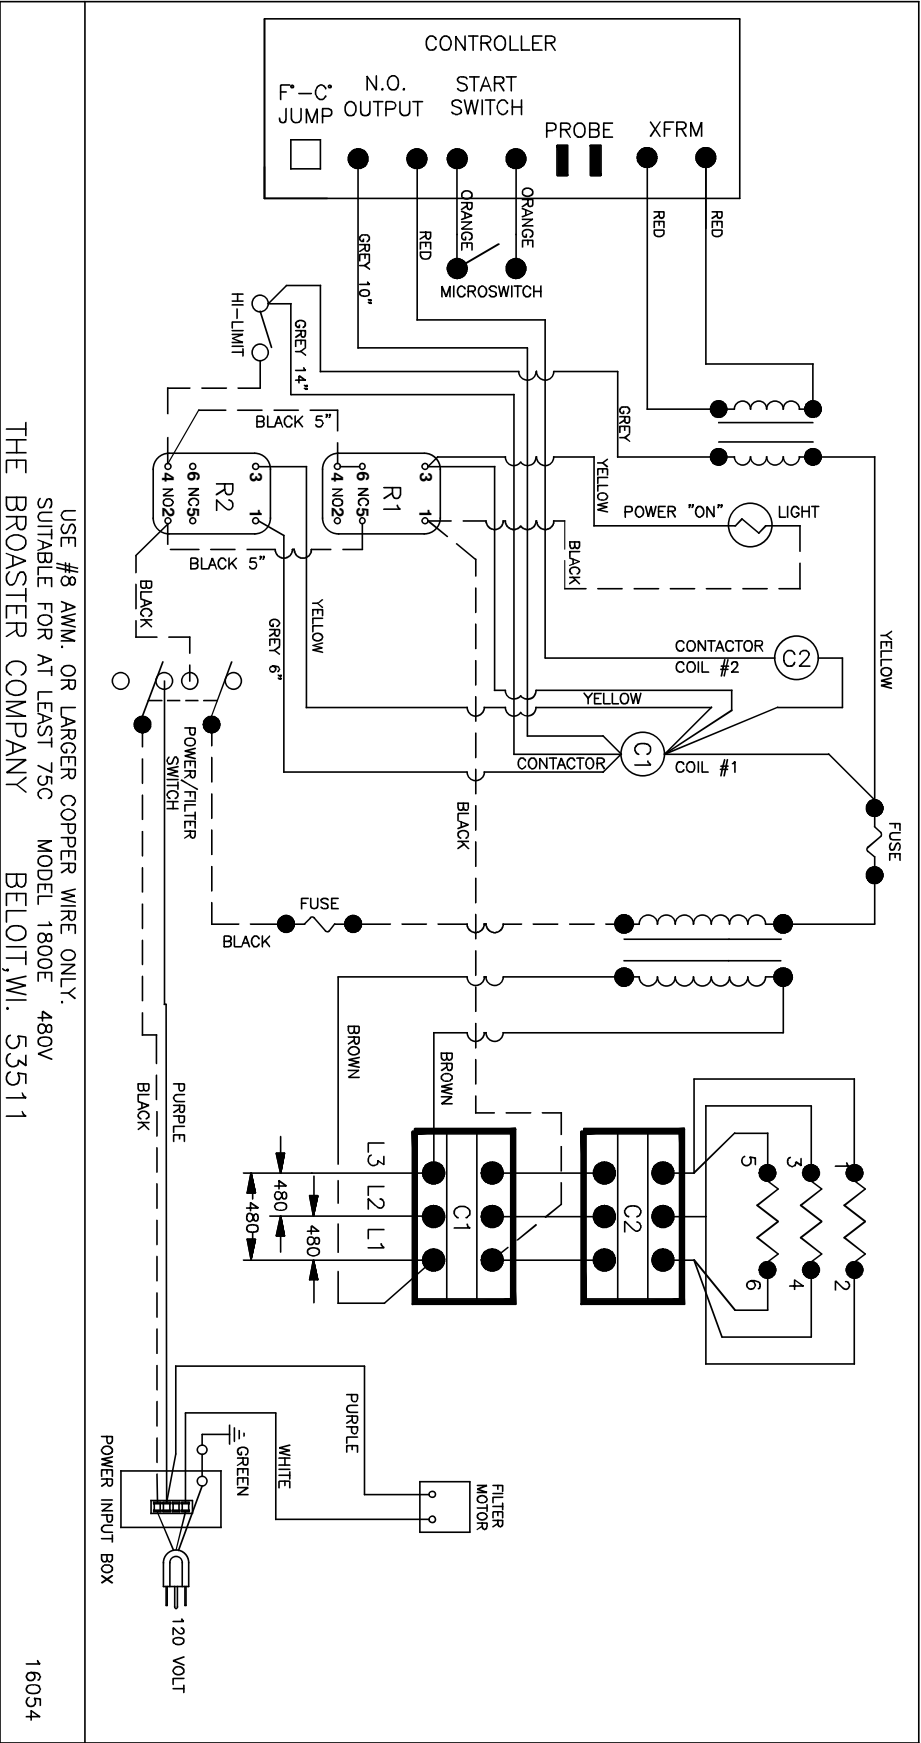 CONTROLLER
F°-C°
JUMP
N.O.
OUTPUT
START
SWITCH
PROBE
XFRM
GREY 10"
RED
ORANGE
ORANGE
RED
RED
MICROSWITCH
HI-LIMIT
GREY 14"
BLACK 5"
GREY
YELLOW
R2
3
1
6 NC5
4 NO2
R1
3
1
6 NC5
4 NO2
POWER "ON" LIGHT
BLACK
BLACK 5"
BLACK
GREY 6"
YELLOW
CONTACTOR
COIL #2
C2
YELLOW
YELLOW
C1
CONTACTOR
COIL #1
POWER/FILTER
SWITCH
BLACK
FUSE
FUSE
BLACK
BROWN
BROWN
PURPLE
BLACK
L3
L2
L1
480
480
480
C1
C2
5
3
1
6
4
2
PURPLE
WHITE
GREEN
FILTER
MOTOR
POWER INPUT BOX
120 VOLT
USE #8 AWM. OR LARGER COPPER WIRE ONLY.
SUITABLE FOR AT LEAST 75C MODEL 1800E 480V
THE BROASTER COMPANY BELOIT,WI. 53511
16054